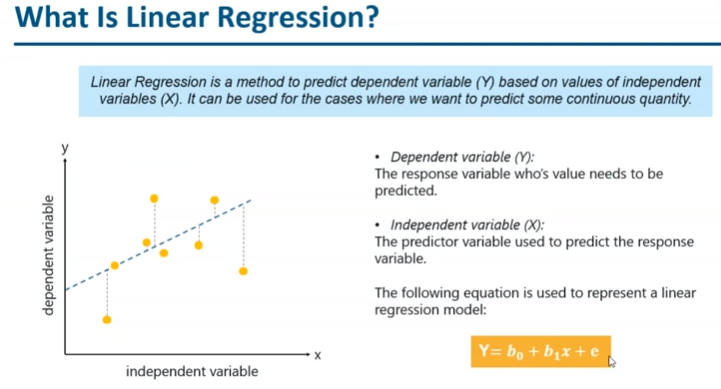 What Is Linear Regression?
Linear Regression is a method to predict dependent variable (Y) based on values of independent
variables (X). It can be used for the cases where we want to predict some continuous quantity.
y
dependent variable
x
independent variable
• Dependent variable (Y):
The response variable who's value needs to be
predicted.
• Independent variable (X):
The predictor variable used to predict the response
variable.
The following equation is used to represent a linear
regression model:
Y= b₀ + b₁x + e